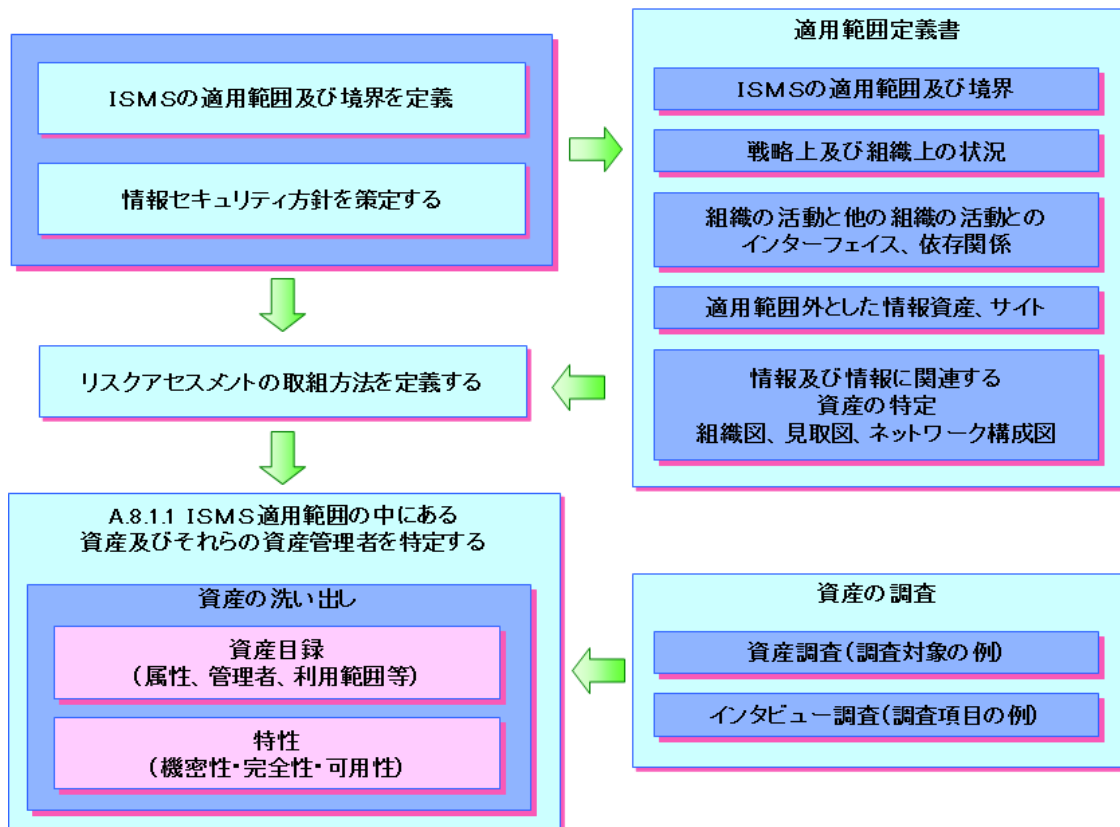 ISMSの適用範囲及び境界を定義
情報セキュリティ方針を策定する
リスクアセスメントの取組方法を定義する
A.8.1.1 ISMS適用範囲の中にある
資産及びそれらの資産管理者を特定する
資産の洗い出し
資産目録
(属性、管理者、利用範囲等)
特性
(機密性・完全性・可用性)
適用範囲定義書
ISMSの適用範囲及び境界
戦略上及び組織上の状況
組織の活動と他の組織の活動との
インターフェイス、依存関係
適用範囲外とした情報資産、サイト
情報及び情報に関連する
資産の特定
組織図、見取図、ネットワーク構成図
資産の調査
資産調査(調査対象の例)
インタビュー調査(調査項目の例)